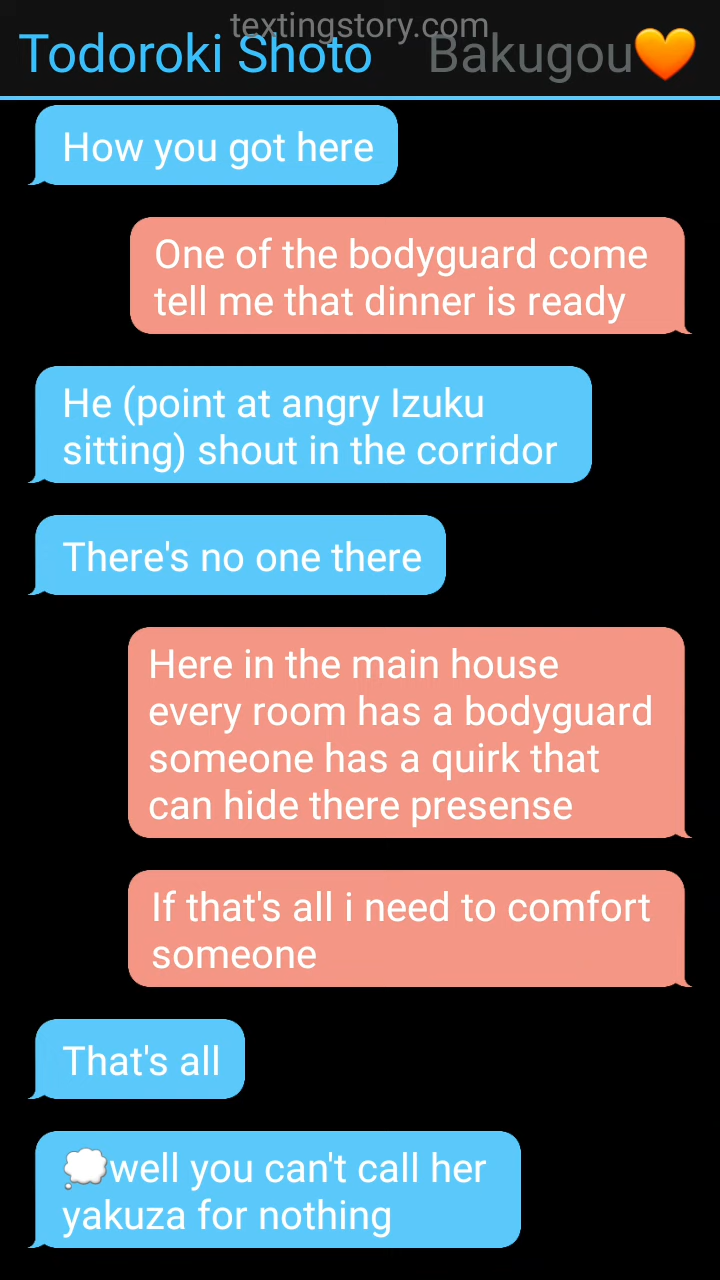 textingstory.com
Todoroki Shoto Bakugou🧡
How you got here
One of the bodyguard come
tell me that dinner is ready
He (point at angry Izuku
sitting) shout in the corridor
There's no one there
Here in the main house
every room has a bodyguard
someone has a quirk that
can hide there presense
If that's all i need to comfort
someone
That's all
💭well you can't call her
yakuza for nothing